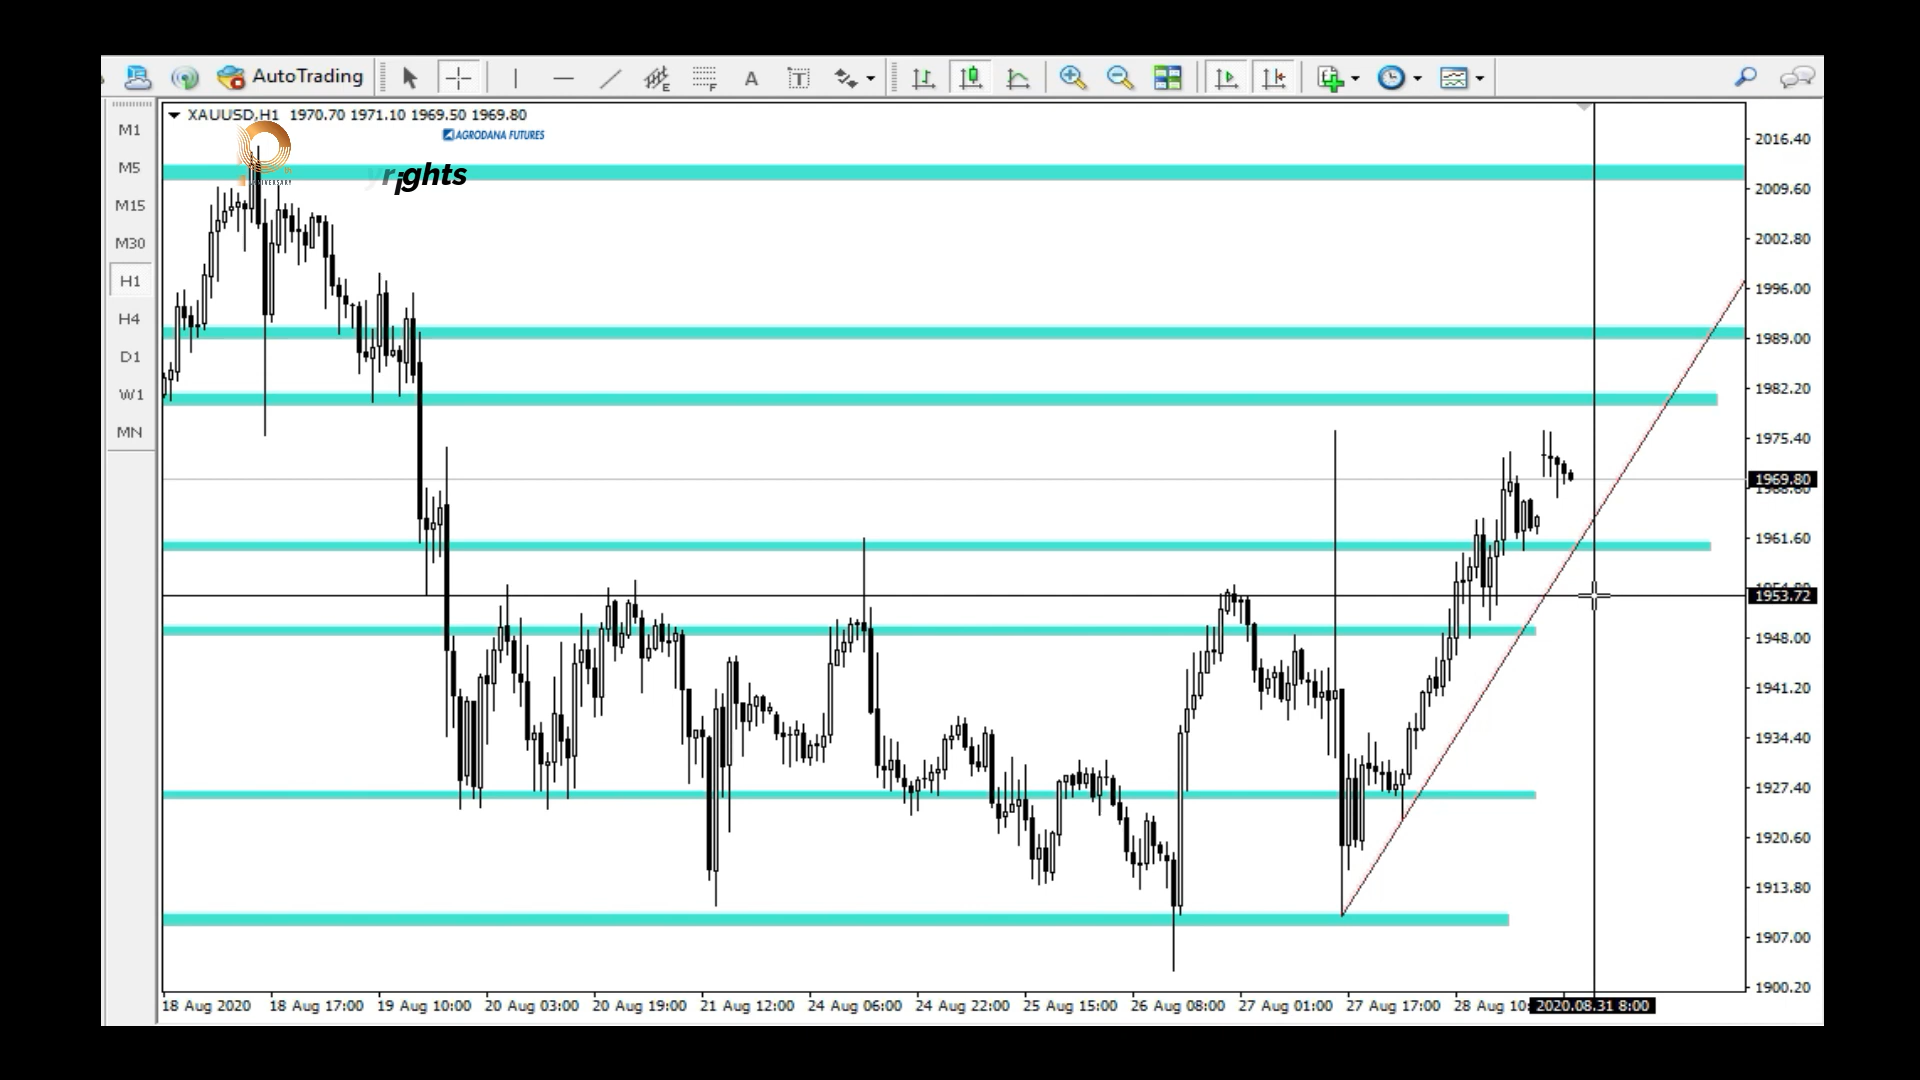 AutoTrading
M1
M5
M15
M30
H1
H4
D1
W1
MN
XAUUSD,H1 1970.70 1971.10 1969.50 1969.80
AGRODANA FUTURES
rights
2016.40
2009.60
2002.80
1996.00
1989.00
1982.20
1975.40
1969.80
1961.60
1953.72
1948.00
1941.20
1934.40
1927.40
1920.60
1913.80
1907.00
1900.20
18 Aug 2020 18 Aug 17:00 19 Aug 10:00 20 Aug 03:00 20 Aug 19:00 21 Aug 12:00 24 Aug 06:00 24 Aug 22:00 25 Aug 15:00 26 Aug 08:00 27 Aug 01:00 27 Aug 17:00 28 Aug 10: 2020.08.31 8:00